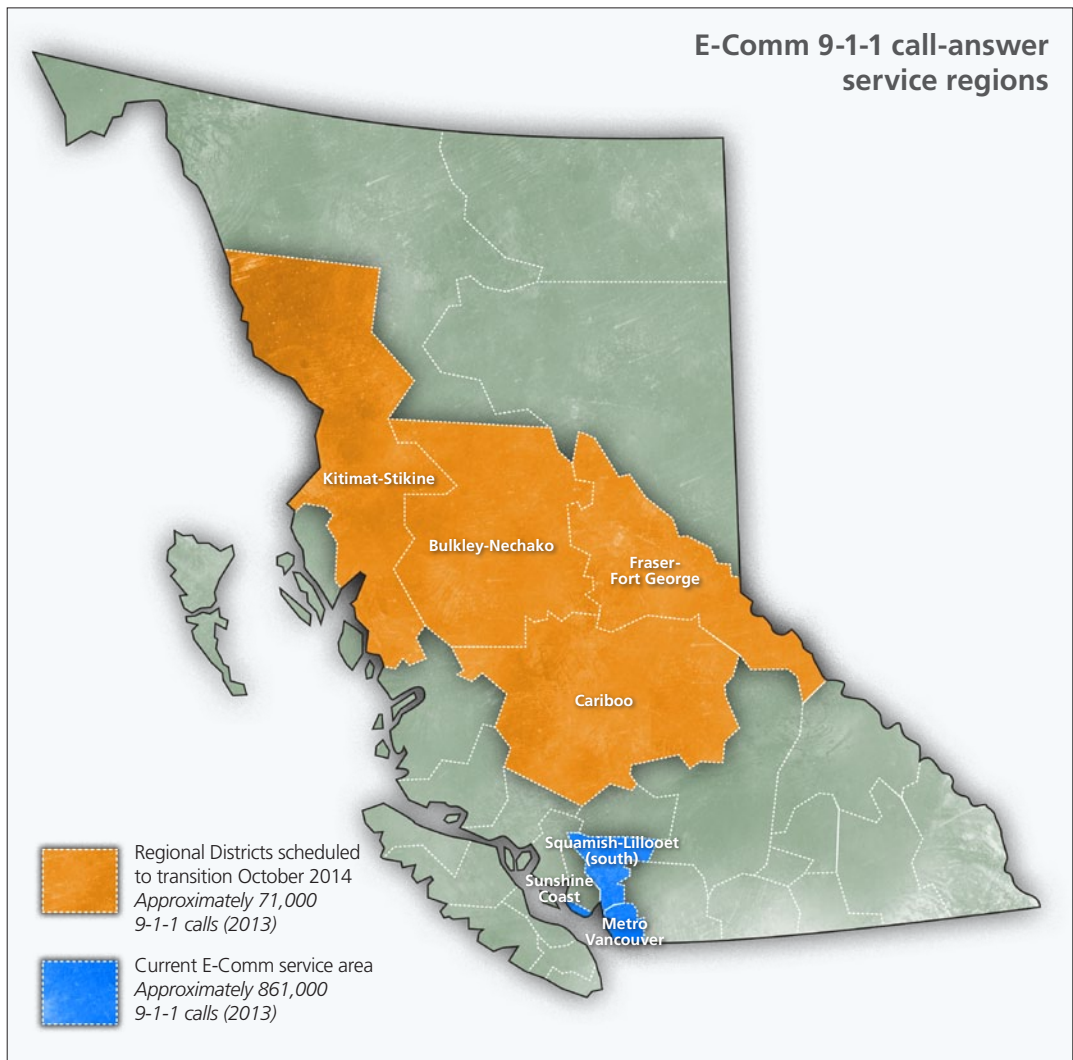 E-Comm 9-1-1 call-answer
service regions
Kitimat-Stikine
Bulkley-Nechako
Fraser-
Fort George
Cariboo
Squamish-Lillooet
(south)
Sunshine
Coast
Metro
Vancouver
Regional Districts scheduled
to transition October 2014
Approximately 71,000
9-1-1 calls (2013)
Current E-Comm service area
Approximately 861,000
9-1-1 calls (2013)